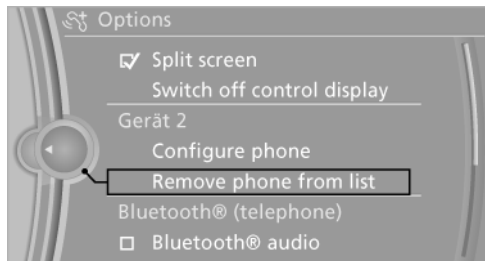 Options
Split screen
Switch off control display
Gerät 2
Configure phone
Remove phone from list
Bluetooth® (telephone)
Bluetooth® audio